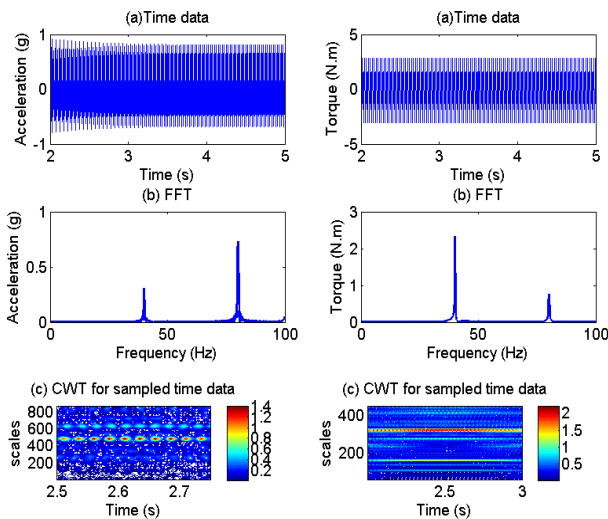 (a)Time data
Acceleration (g)
1
0
-1
2
3
4
5
Time (s)
(a)Time data
Torque (N.m)
5
0
-5
2
3
4
5
Time (s)
(b) FFT
Acceleration (g)
1
0.5
0
0
50
100
Frequency (Hz)
(b) FFT
Torque (N.m)
3
2
1
0
0
50
100
Frequency (Hz)
(c) CWT for sampled time data
scales
800
600
400
200
2.5
2.6
2.7
Time (s)
1.4
1.2
1
0.8
0.6
0.4
0.2
(c) CWT for sampled time data
scales
400
200
2.5
3
Time (s)
2
1.5
1
0.5